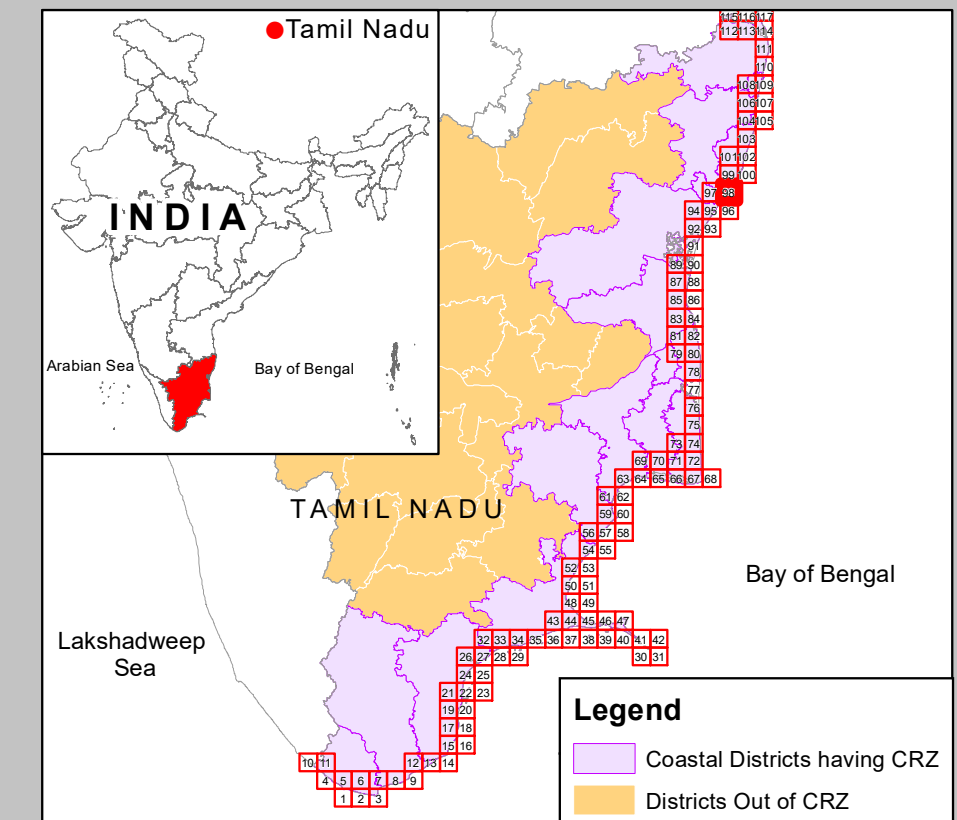 Tamil Nadu
INDIA
Arabian Sea
Bay of Bengal
115 116 117
112 113 114
111
110
108 109
106 107
104 105
103
101 102
99 100
97 98
94 95 96
92 93
91
89 90
87 88
85 86
83 84
81 82
79 80
78
77
76
75
73 74
69 70 71 72
63 64 65 66 67 68
61 62
59 60
56 57 58
54 55
52 53
50 51
48 49
43 44 45 46 47
32 33 34 35 36 37 38 39 40 41 42
26 27 28 29 30 31
24 25
21 22 23
19 20
17 18
15 16
10 11 12 13 14
4 5 6 7 8 9
1 2 3
TAMIL NADU
Bay of Bengal
Lakshadweep
Sea
Legend
Coastal Districts having CRZ
Districts Out of CRZ